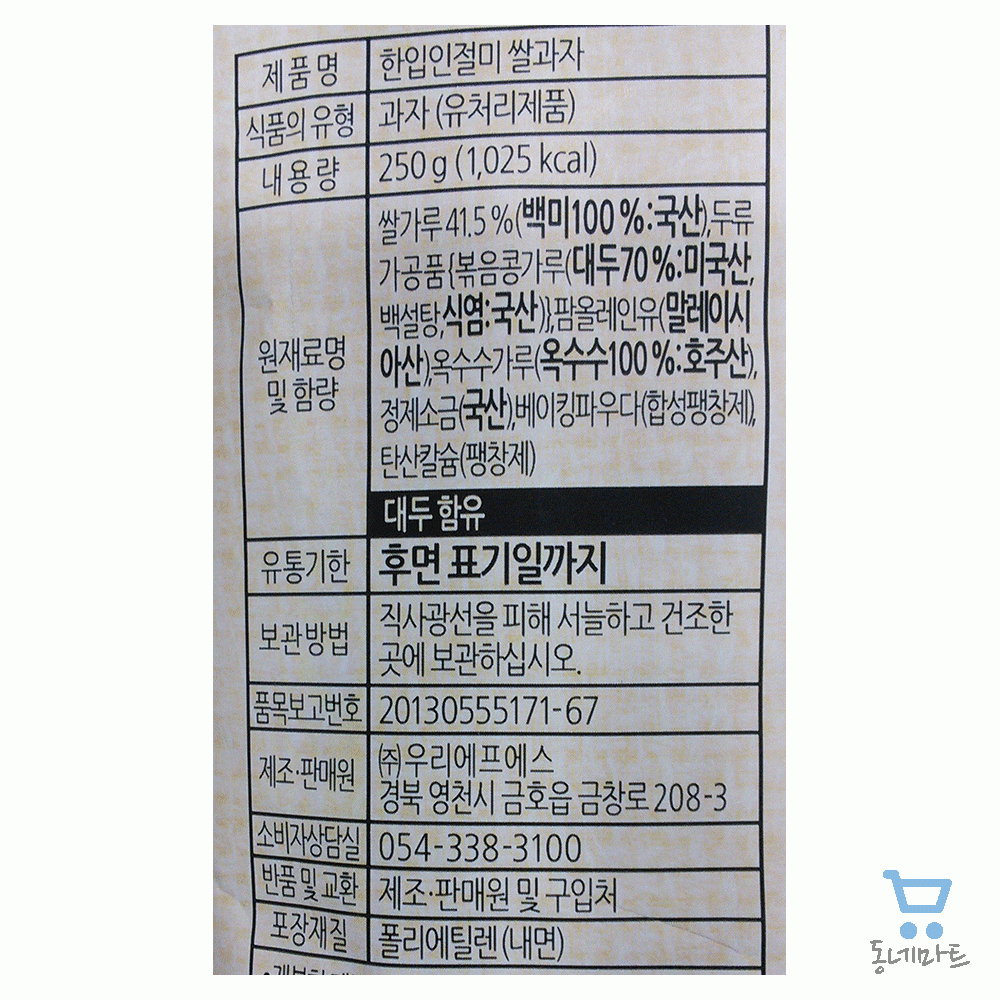 제품명 한입인절미 쌀과자
식품의 유형 과자 (유처리제품)
내용량 250 g (1,025 kcal)
원재료명 및 함량
쌀가루 41.5 %(백미100 %:국산),두류
가공품{볶음콩가루(대두70 %:미국산,
백설탕,식염:국산)},팜올레인유(말레이시
아산),옥수수가루(옥수수100 %:호주산),
정제소금(국산),베이킹파우다(합성팽창제),
탄산칼슘(팽창제)
대두 함유
유통기한 후면 표기일까지
보관방법
직사광선을 피해 서늘하고 건조한
곳에 보관하십시오.
품목보고번호 20130555171-67
제조·판매원
㈜우리에프에스
경북 영천시 금호읍 금창로 208-3
소비자상담실 054-338-3100
반품 및 교환 제조·판매원 및 구입처
포장재질 폴리에틸렌 (내면)
동네마트